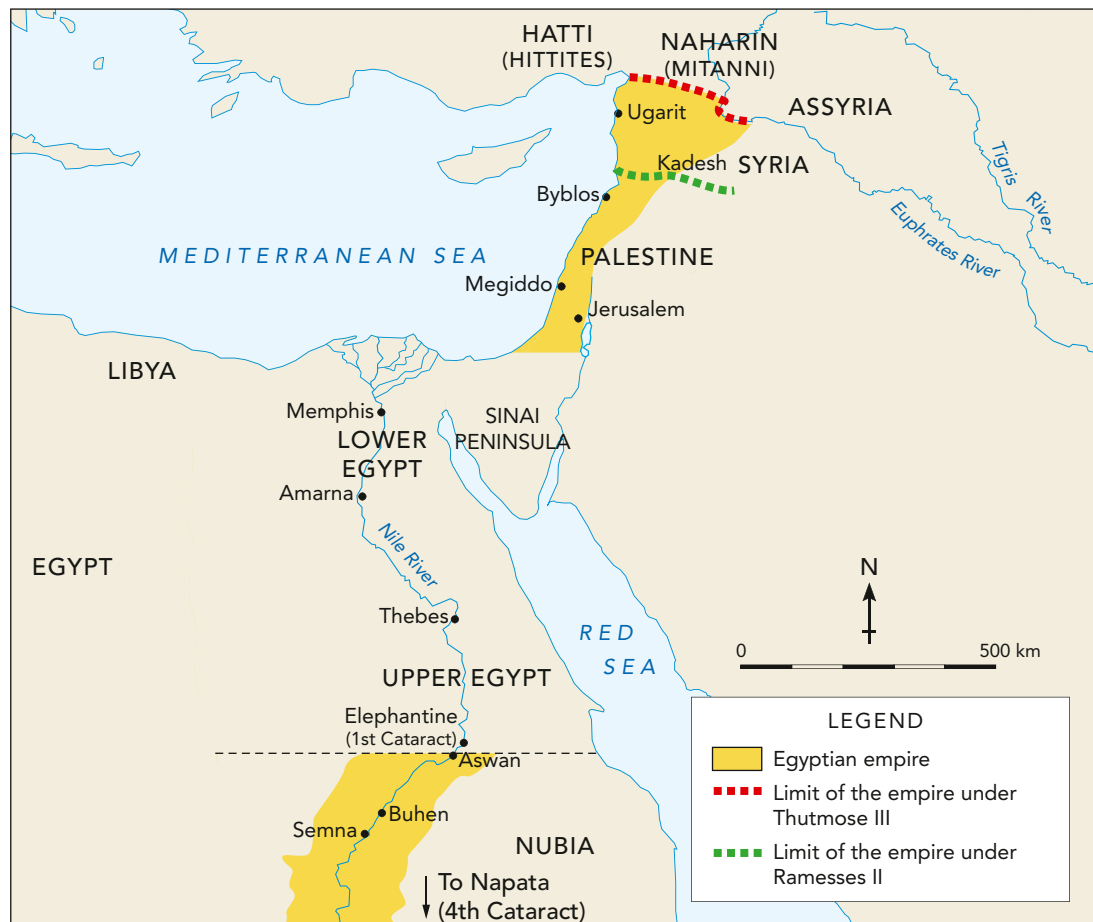 HATTI
(HITTITES)
NAHARIN
(MITANNI)
ASSYRIA
Ugarit
Kadesh
SYRIA
Tigris
River
Byblos
Euphrates River
MEDITERRANEAN SEA
PALESTINE
Megiddo
Jerusalem
LIBYA
Memphis
SINAI
PENINSULA
LOWER
EGYPT
Amarna
Nile River
EGYPT
Thebes
RED
SEA
N
0 500 km
UPPER EGYPT
Elephantine
(1st Cataract)
Aswan
Buhen
Semna
NUBIA
To Napata
(4th Cataract)
LEGEND
Egyptian empire
Limit of the empire under
Thutmose III
Limit of the empire under
Ramesses II